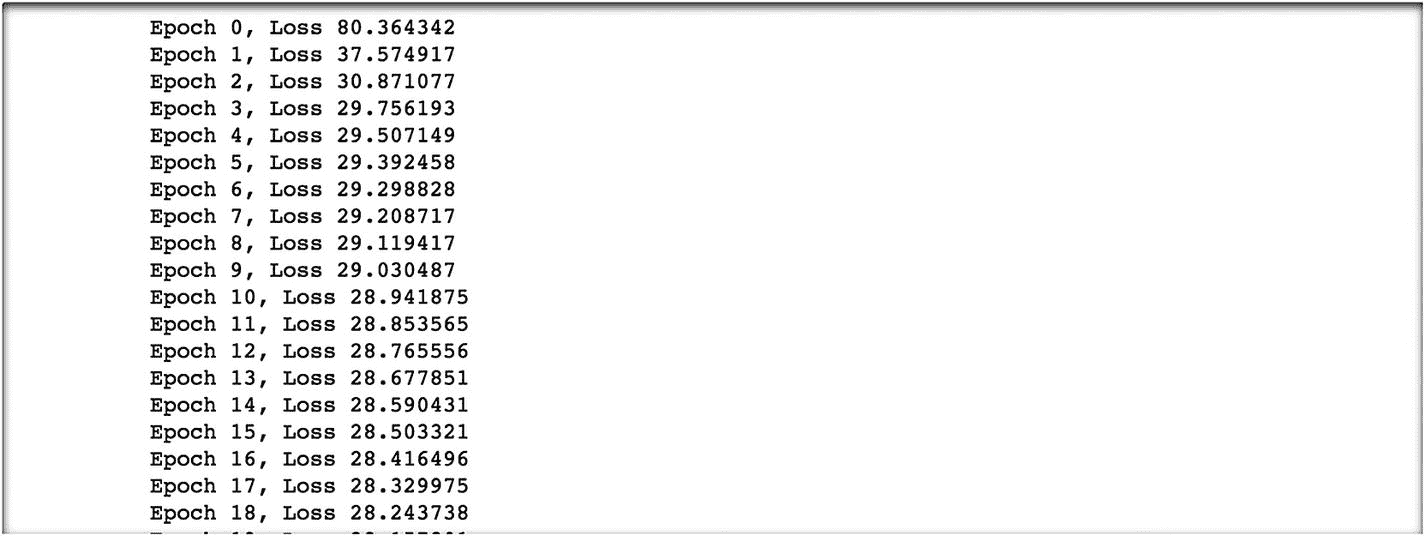 Epoch 0, Loss 80.364342
Epoch 1, Loss 37.574917
Epoch 2, Loss 30.871077
Epoch 3, Loss 29.756193
Epoch 4, Loss 29.507149
Epoch 5, Loss 29.392458
Epoch 6, Loss 29.298828
Epoch 7, Loss 29.208717
Epoch 8, Loss 29.119417
Epoch 9, Loss 29.030487
Epoch 10, Loss 28.941875
Epoch 11, Loss 28.853565
Epoch 12, Loss 28.765556
Epoch 13, Loss 28.677851
Epoch 14, Loss 28.590431
Epoch 15, Loss 28.503321
Epoch 16, Loss 28.416496
Epoch 17, Loss 28.329975
Epoch 18, Loss 28.243738